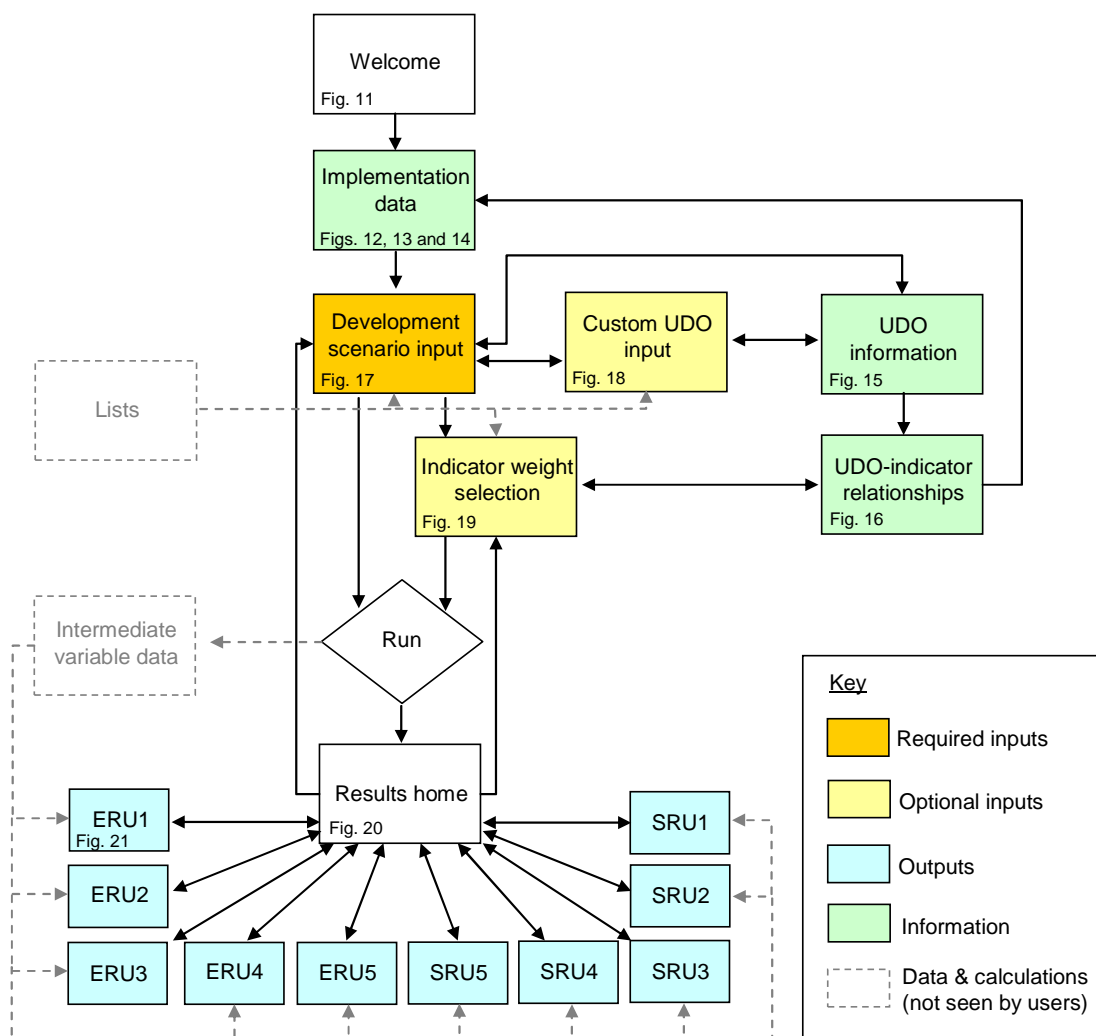 Welcome
Fig. 11
Implementation
data
Figs. 12, 13 and 14
Development
scenario input
Fig. 17
Custom UDO
input
Fig. 18
UDO
information
Fig. 15
Lists
Indicator weight
selection
Fig. 19
UDO-indicator
relationships
Fig. 16
Intermediate
variable data
Run
Results home
Fig. 20
ERU1
Fig. 21
ERU2
ERU3
ERU4
ERU5
SRU5
SRU4
SRU3
SRU2
SRU1
Key
Required inputs
Optional inputs
Outputs
Information
Data & calculations
(not seen by users)